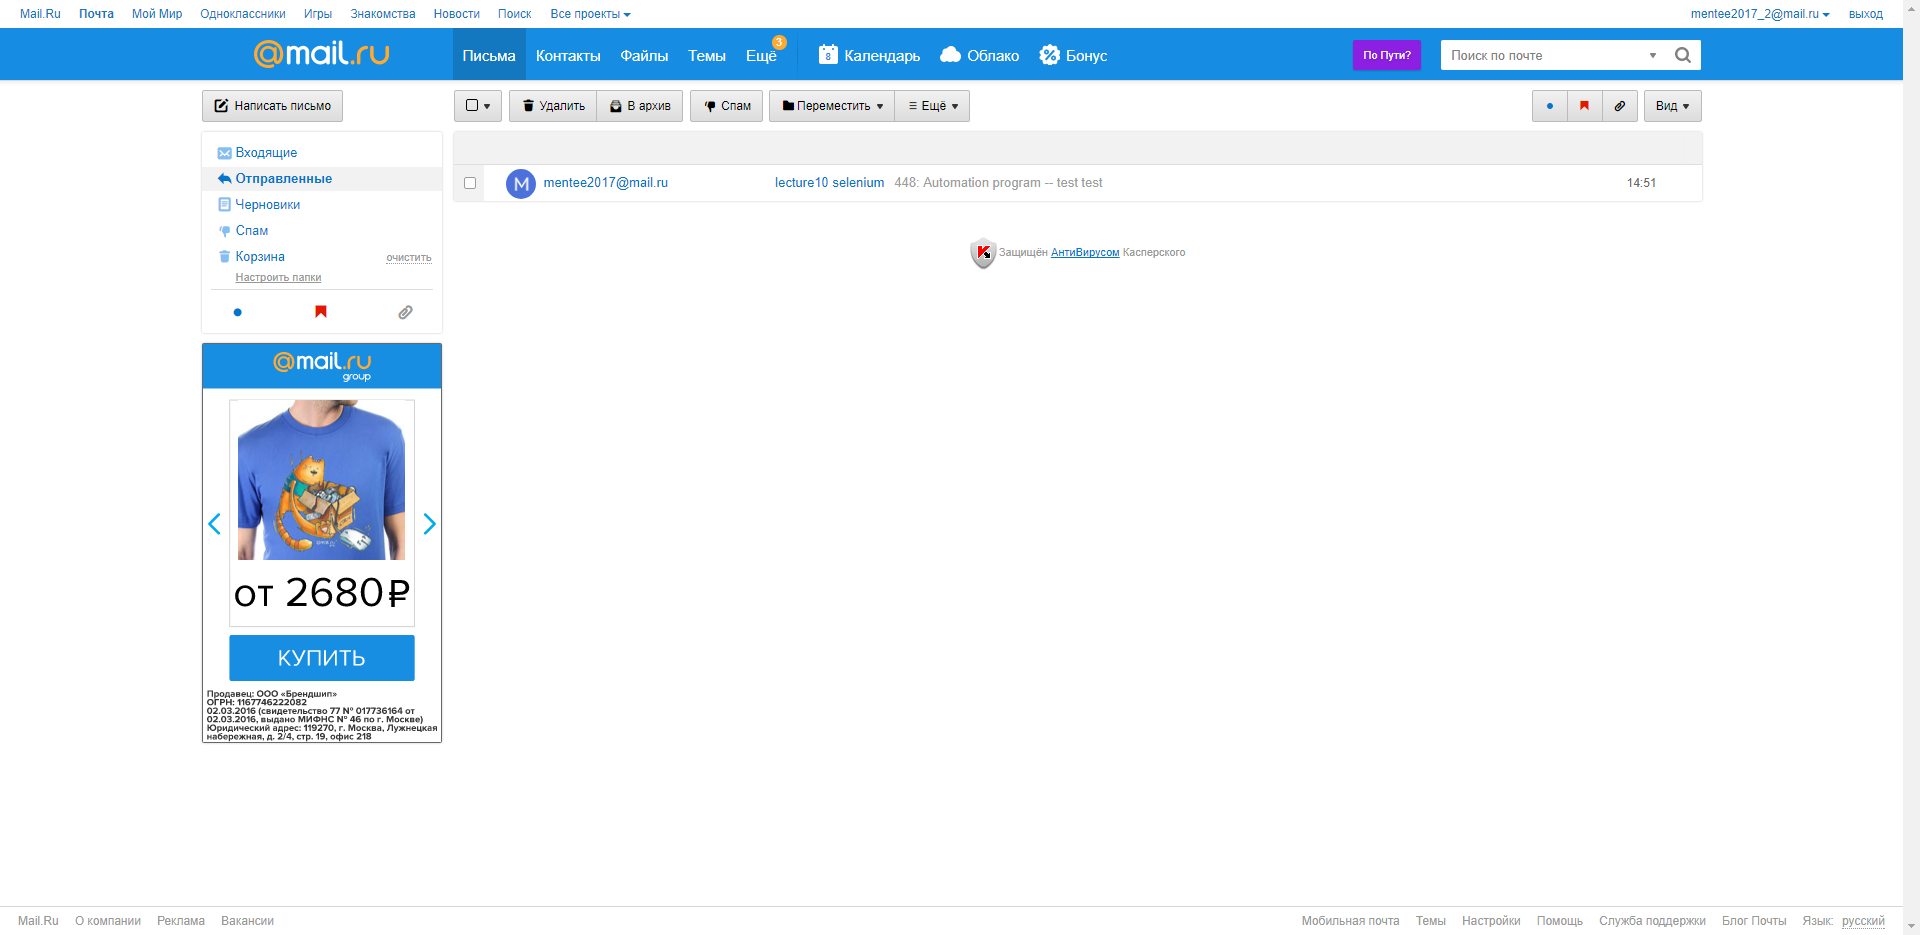 Mail.Ru Почта Мой Мир Одноклассники Игры Знакомства Новости Поиск Все проекты mentee2017_2@mail.ru выход
@mail.ru Письма Контакты Файлы Темы Ещё 3 8 Календарь Облако Бонус По Пути? Поиск по почте
Написать письмо Удалить В архив Спам Переместить Ещё Вид
Входящие
Отправленные
Черновики
Спам
Корзина очистить
Настроить папки
M mentee2017@mail.ru lecture10 selenium 448: Automation program -- test test 14:51
Защищён АнтиВирусом Касперского
@mail.ru
group
от 2680₽
КУПИТЬ
Продавец: ООО «Брендшип»
ОГРН: 1167746222082
02.03.2016 (свидетельство 77 № 017736164 от
02.03.2016, выдано МИФНС № 46 по г. Москве)
Юридический адрес: 119270, г. Москва, Лужнецкая
набережная, д. 2/4, стр. 19, офис 218
Mail.Ru О компании Реклама Вакансии Мобильная почта Темы Настройки Помощь Служба поддержки Блог Почты Язык: русский